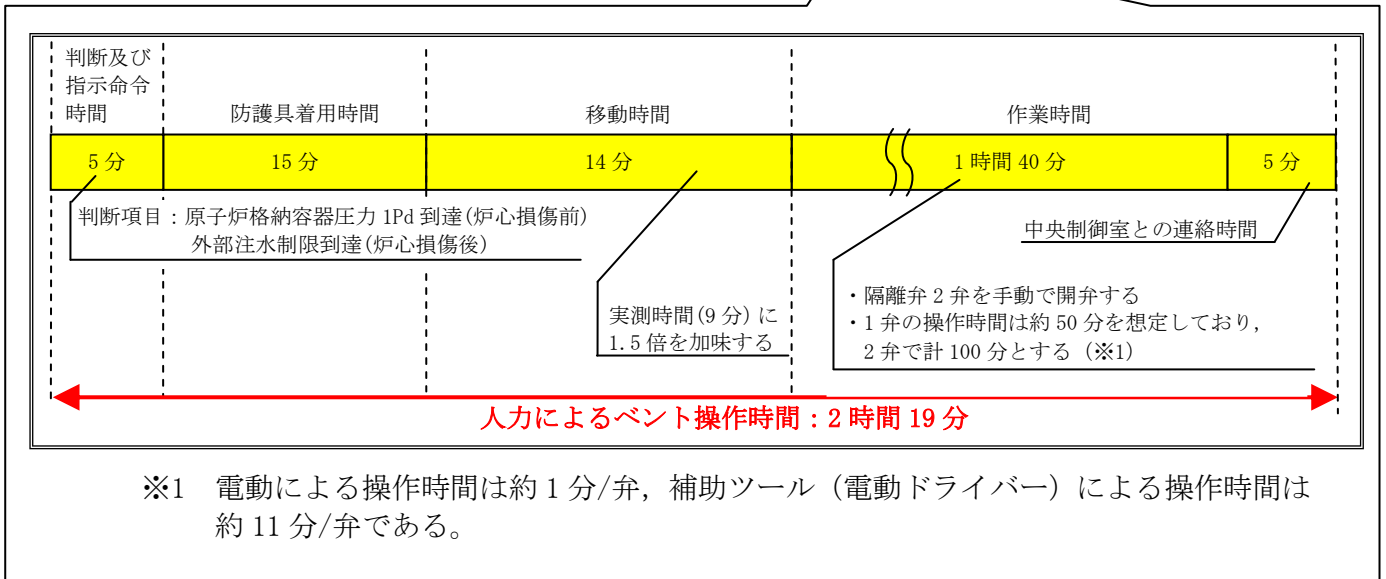 判断及び
指示命令
時間
防護具着用時間
移動時間
作業時間
5分
15分
14分
1時間40分
5分
判断項目：原子炉格納容器圧力 1Pd 到達(炉心損傷前)
外部注水制限到達(炉心損傷後)
中央制御室との連絡時間
実測時間(9分)に
1.5倍を加味する
・隔離弁2弁を手動で開弁する
・1弁の操作時間は約50分を想定しており，
2弁で計100分とする（※1）
人力によるベント操作時間：2時間19分
※1　電動による操作時間は約1分/弁，補助ツール（電動ドライバー）による操作時間は
約11分/弁である。